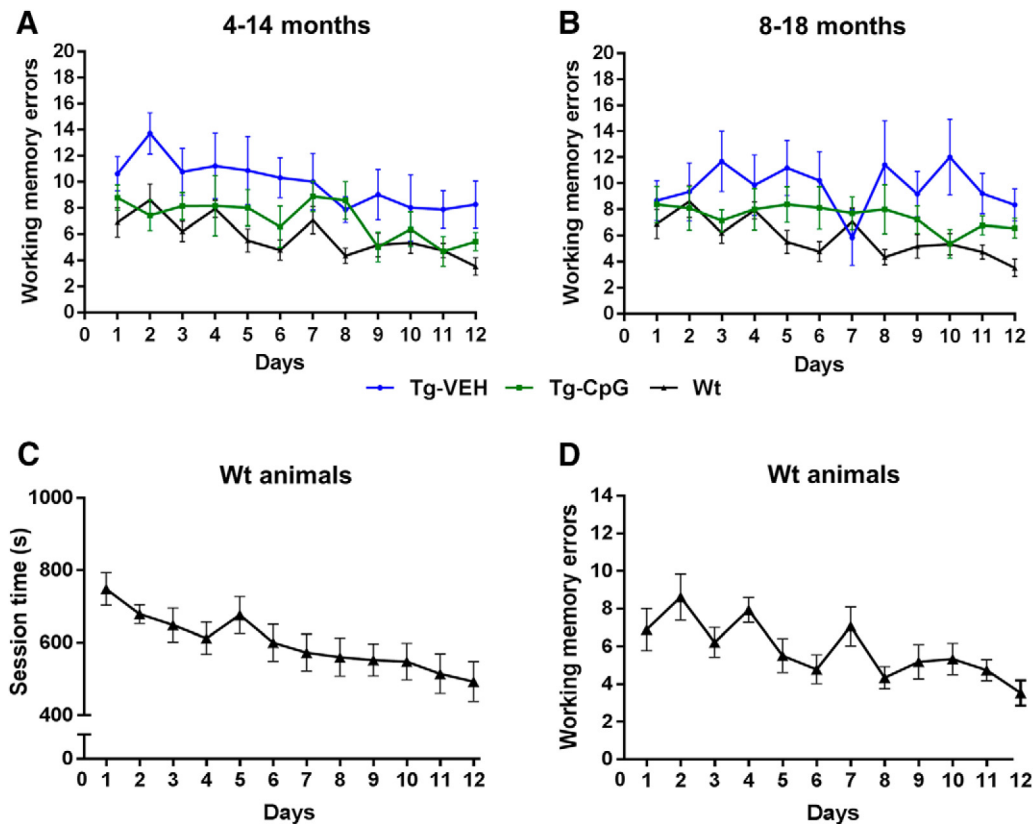 A
4-14 months
Working memory errors
20
18
16
14
12
10
8
6
4
2
0
0 1 2 3 4 5 6 7 8 9 10 11 12
Days
B
8-18 months
Working memory errors
20
18
16
14
12
10
8
6
4
2
0
0 1 2 3 4 5 6 7 8 9 10 11 12
Days
Tg-VEH Tg-CpG Wt
C
Wt animals
Session time (s)
1000
800
600
400
0
0 1 2 3 4 5 6 7 8 9 10 11 12
Days
D
Wt animals
Working memory errors
14
12
10
8
6
4
2
0
0 1 2 3 4 5 6 7 8 9 10 11 12
Days